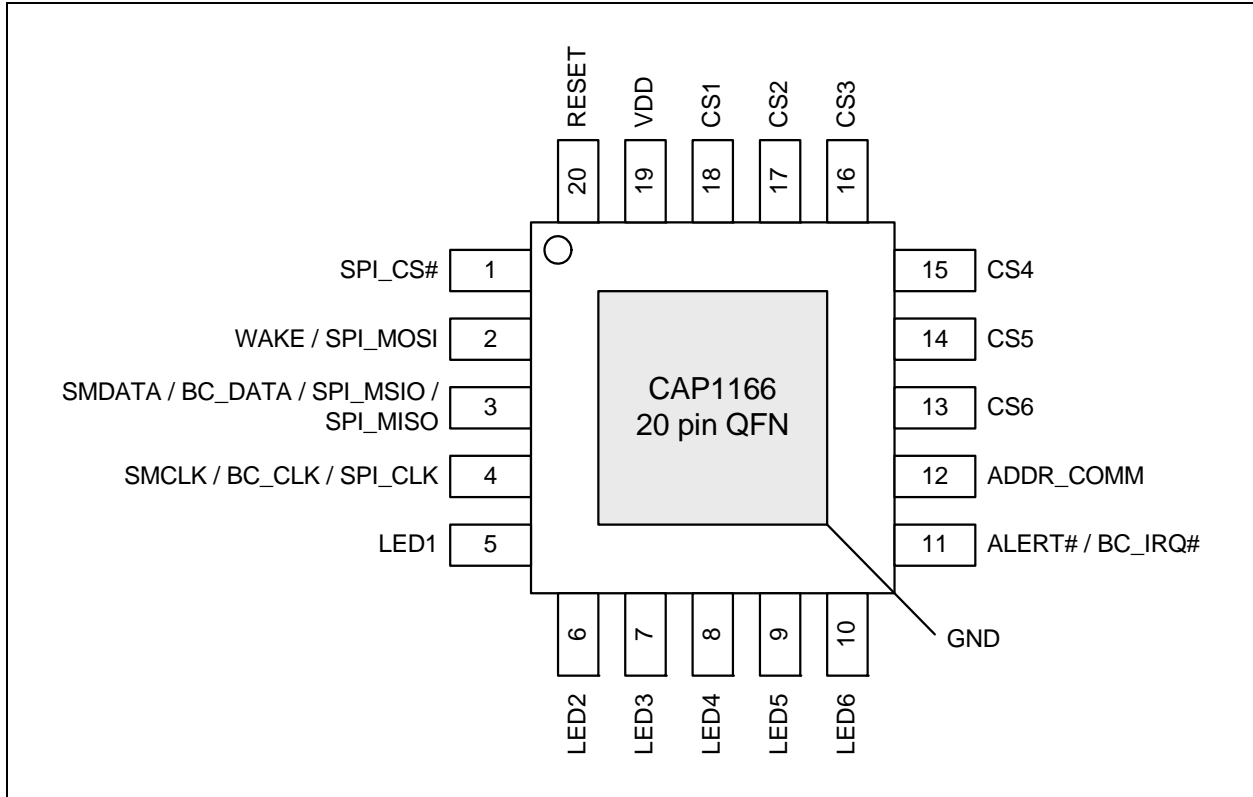 RESET
VDD
CS1
CS2
CS3
20
19
18
17
16
SPI_CS# 1
15 CS4
WAKE / SPI_MOSI 2
14 CS5
SMDATA / BC_DATA / SPI_MSIO /
SPI_MISO 3
13 CS6
CAP1166
20 pin QFN
SMCLK / BC_CLK / SPI_CLK 4
12 ADDR_COMM
LED1 5
11 ALERT# / BC_IRQ#
6
7
8
9
10
GND
LED2
LED3
LED4
LED5
LED6